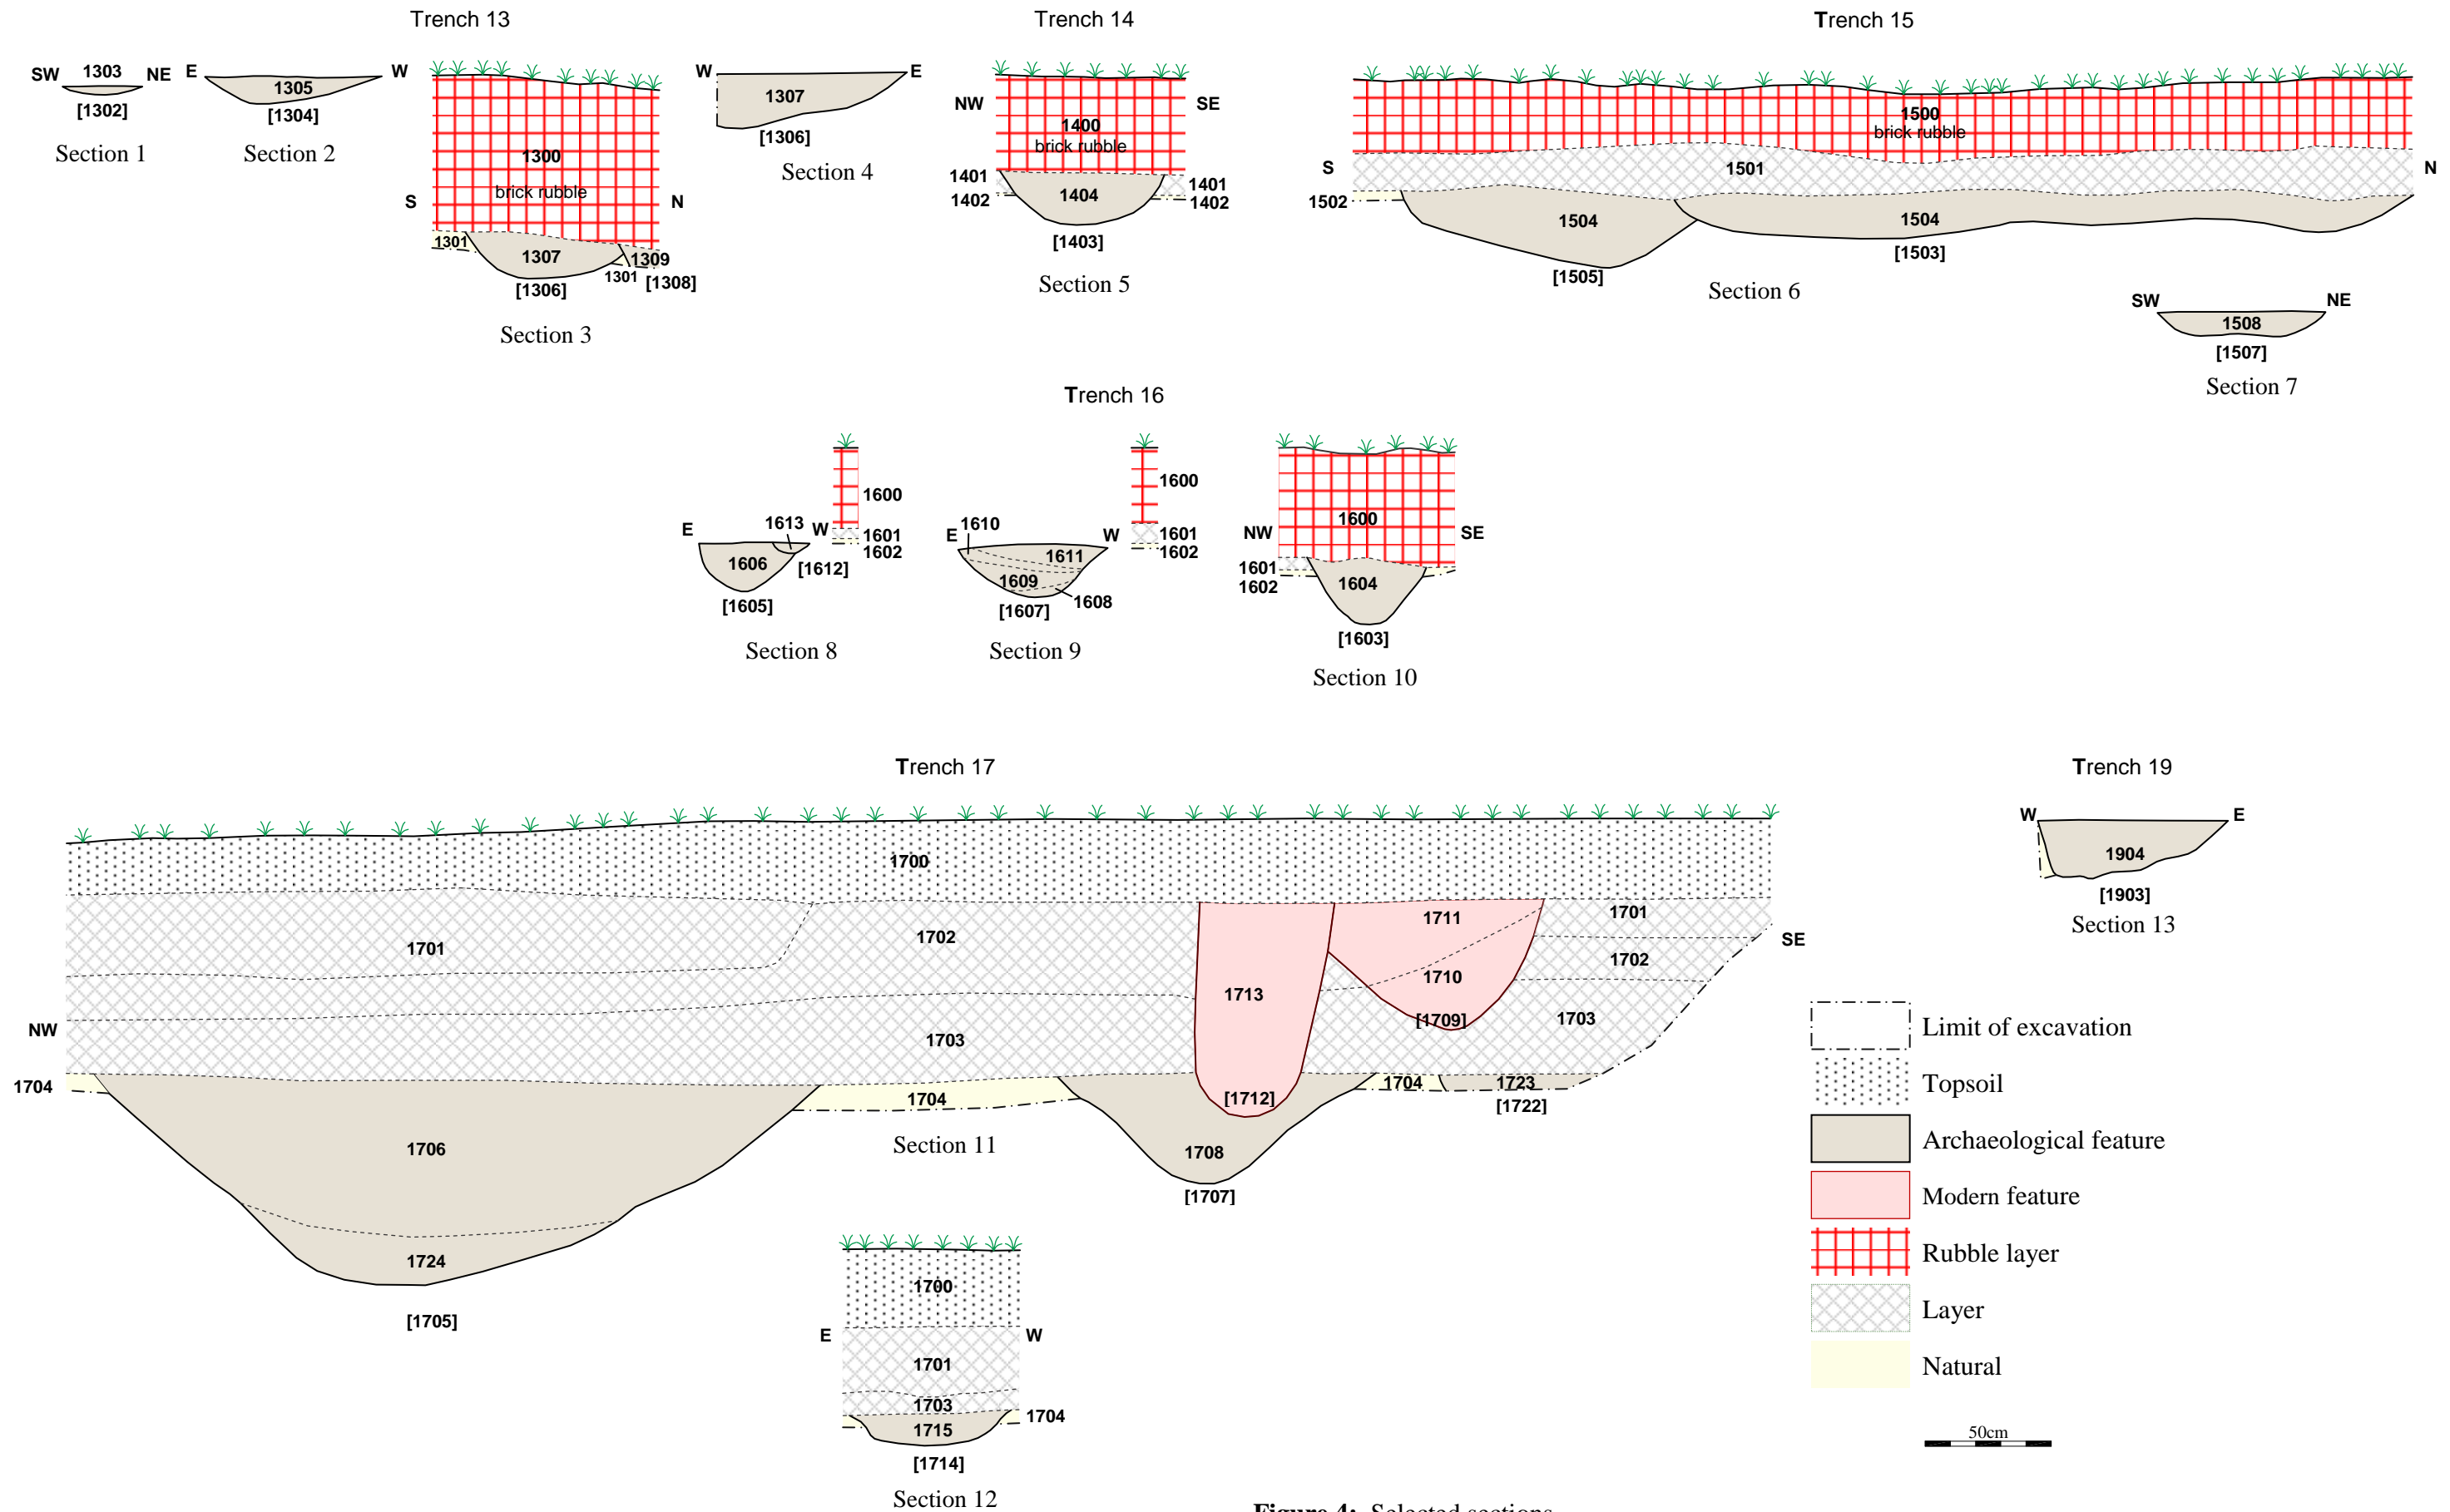 Trench 13
SW 1303 NE
[1302]
Section 1
E W
1305
[1304]
Section 2
1300
brick rubble
S N
1301 1307 1309
1301 [1308]
[1306]
Section 3
W E
1307
[1306]
Section 4
Trench 14
NW SE
1400
brick rubble
1401 1401
1402 1404 1402
[1403]
Section 5
Trench 15
1500
brick rubble
S 1501 N
1502
1504 1504
[1505] [1503]
Section 6
SW NE
1508
[1507]
Section 7
Trench 16
1600
E 1613 W 1601
1602
1606 [1612]
[1605]
Section 8
1600
1610
E W 1601
1611 1602
1609
[1607] 1608
Section 9
1600
NW SE
1601
1602 1604
[1603]
Section 10
Trench 17
1700
1711 1701
1701 1702 SE
1702
1710
1713
[1709] 1703
NW 1703
1704 1704 1723
1704 [1712] [1722]
Section 11
1706 1708
[1707]
1724
[1705]
1700
E W
1701
1703 1704
1715
[1714]
Section 12
Trench 19
W E
1904
[1903]
Section 13
Limit of excavation
Topsoil
Archaeological feature
Modern feature
Rubble layer
Layer
Natural
50cm
Figure 4: Selected sections